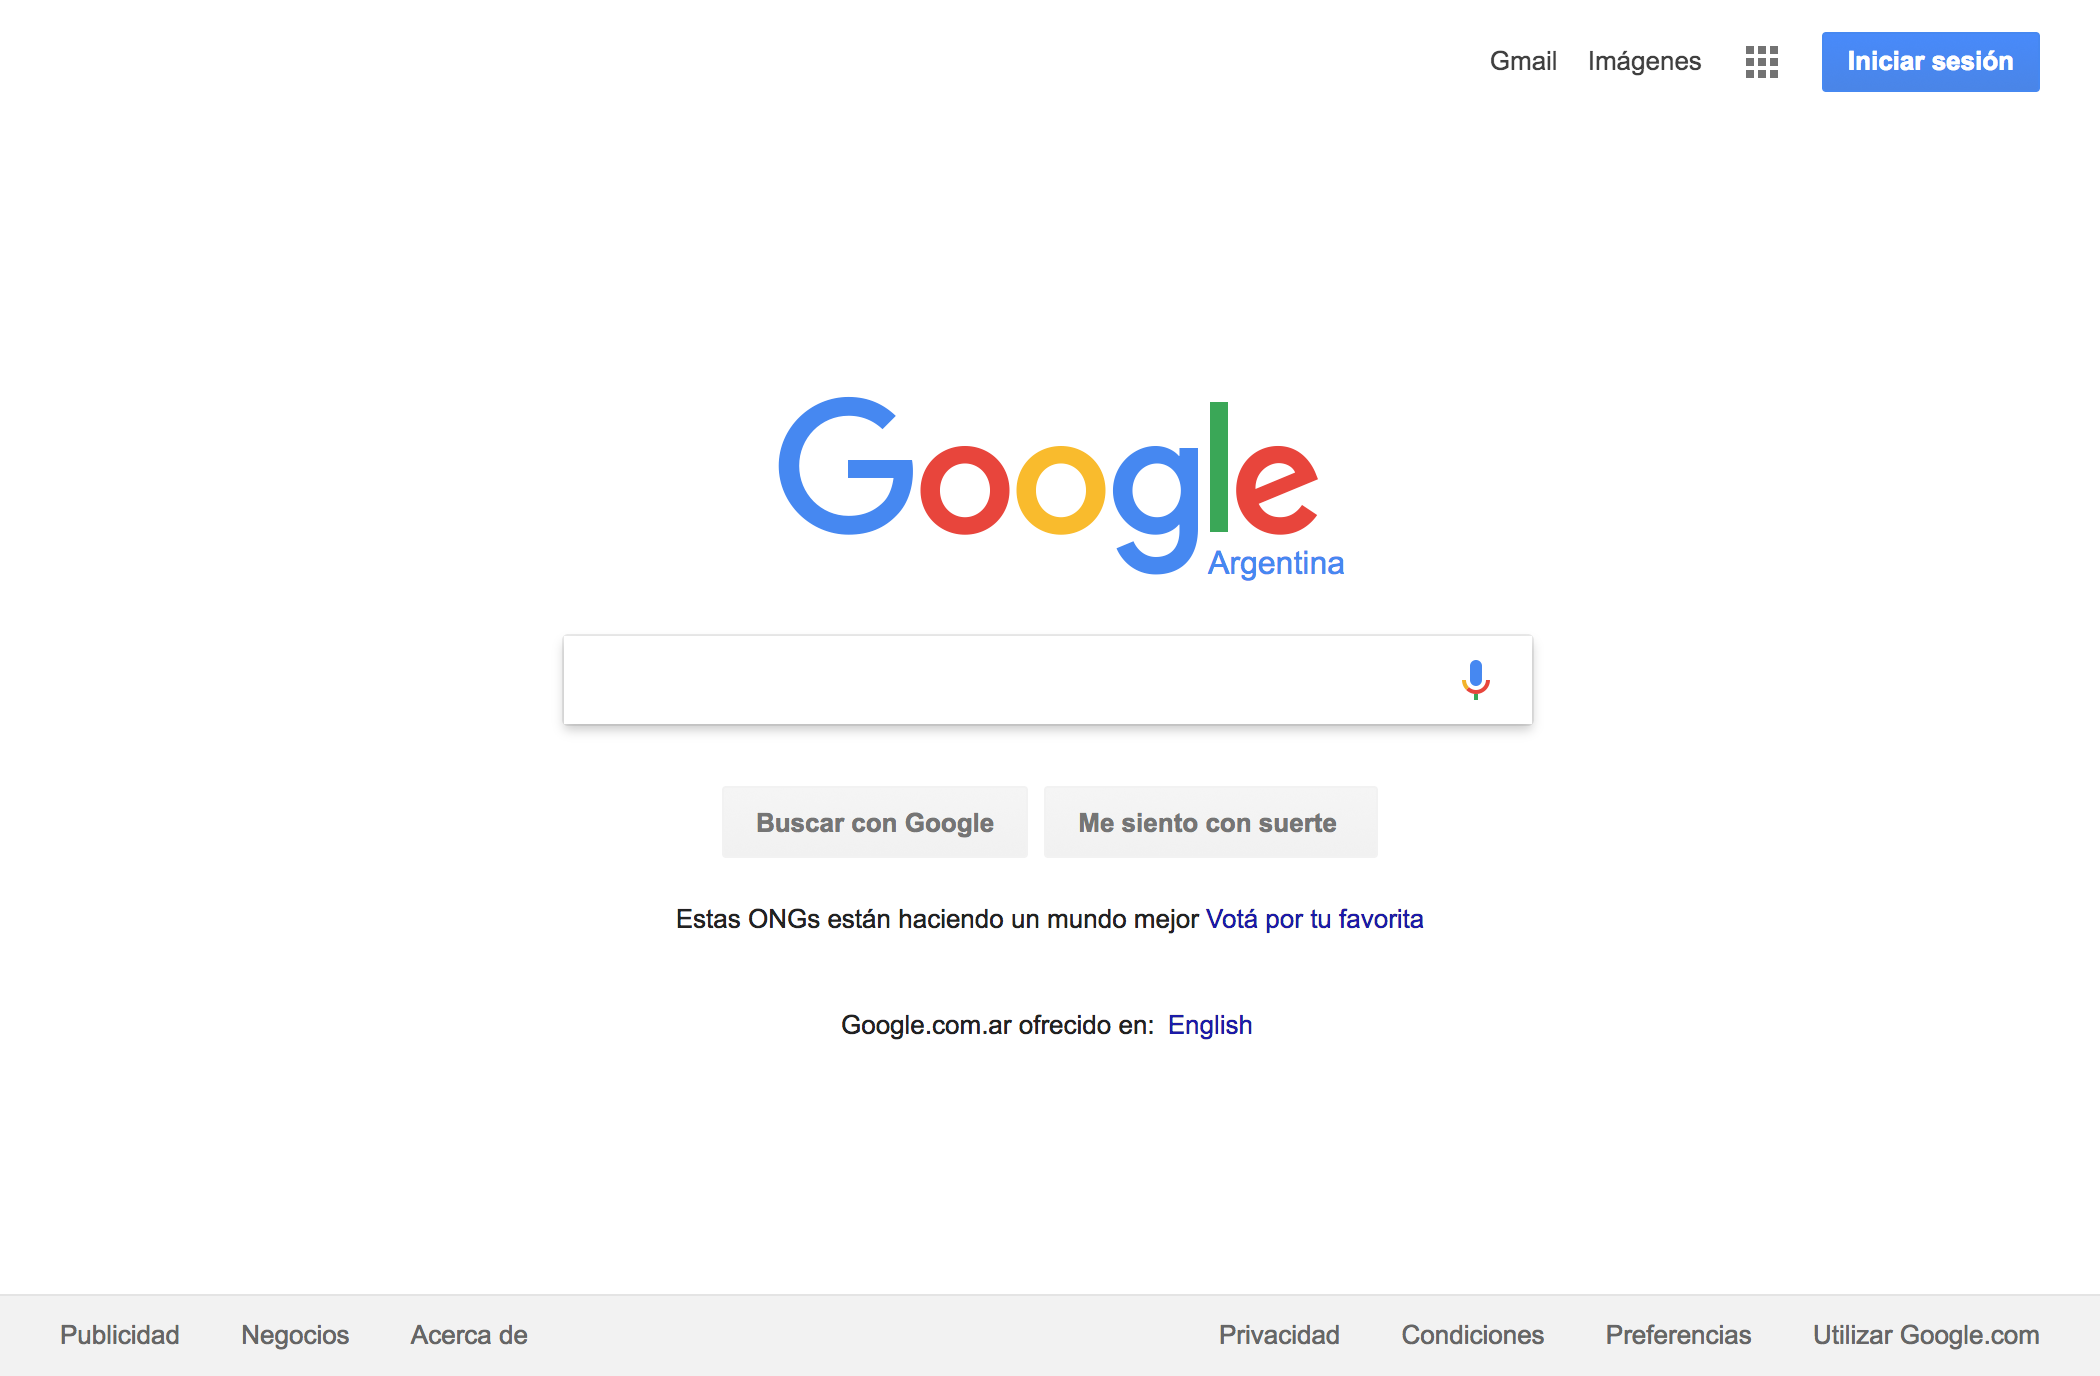 Gmail Imágenes Iniciar sesión
Google
Argentina
Buscar con Google Me siento con suerte
Estas ONGs están haciendo un mundo mejor Votá por tu favorita
Google.com.ar ofrecido en: English
Publicidad Negocios Acerca de Privacidad Condiciones Preferencias Utilizar Google.com